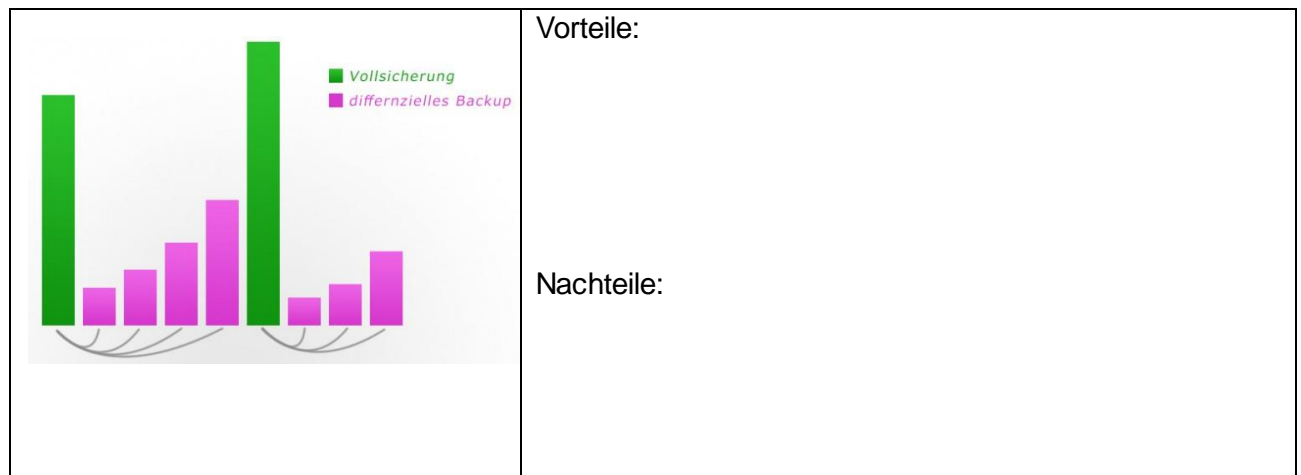 Vollsicherung
differnzielles Backup
Vorteile:
Nachteile: